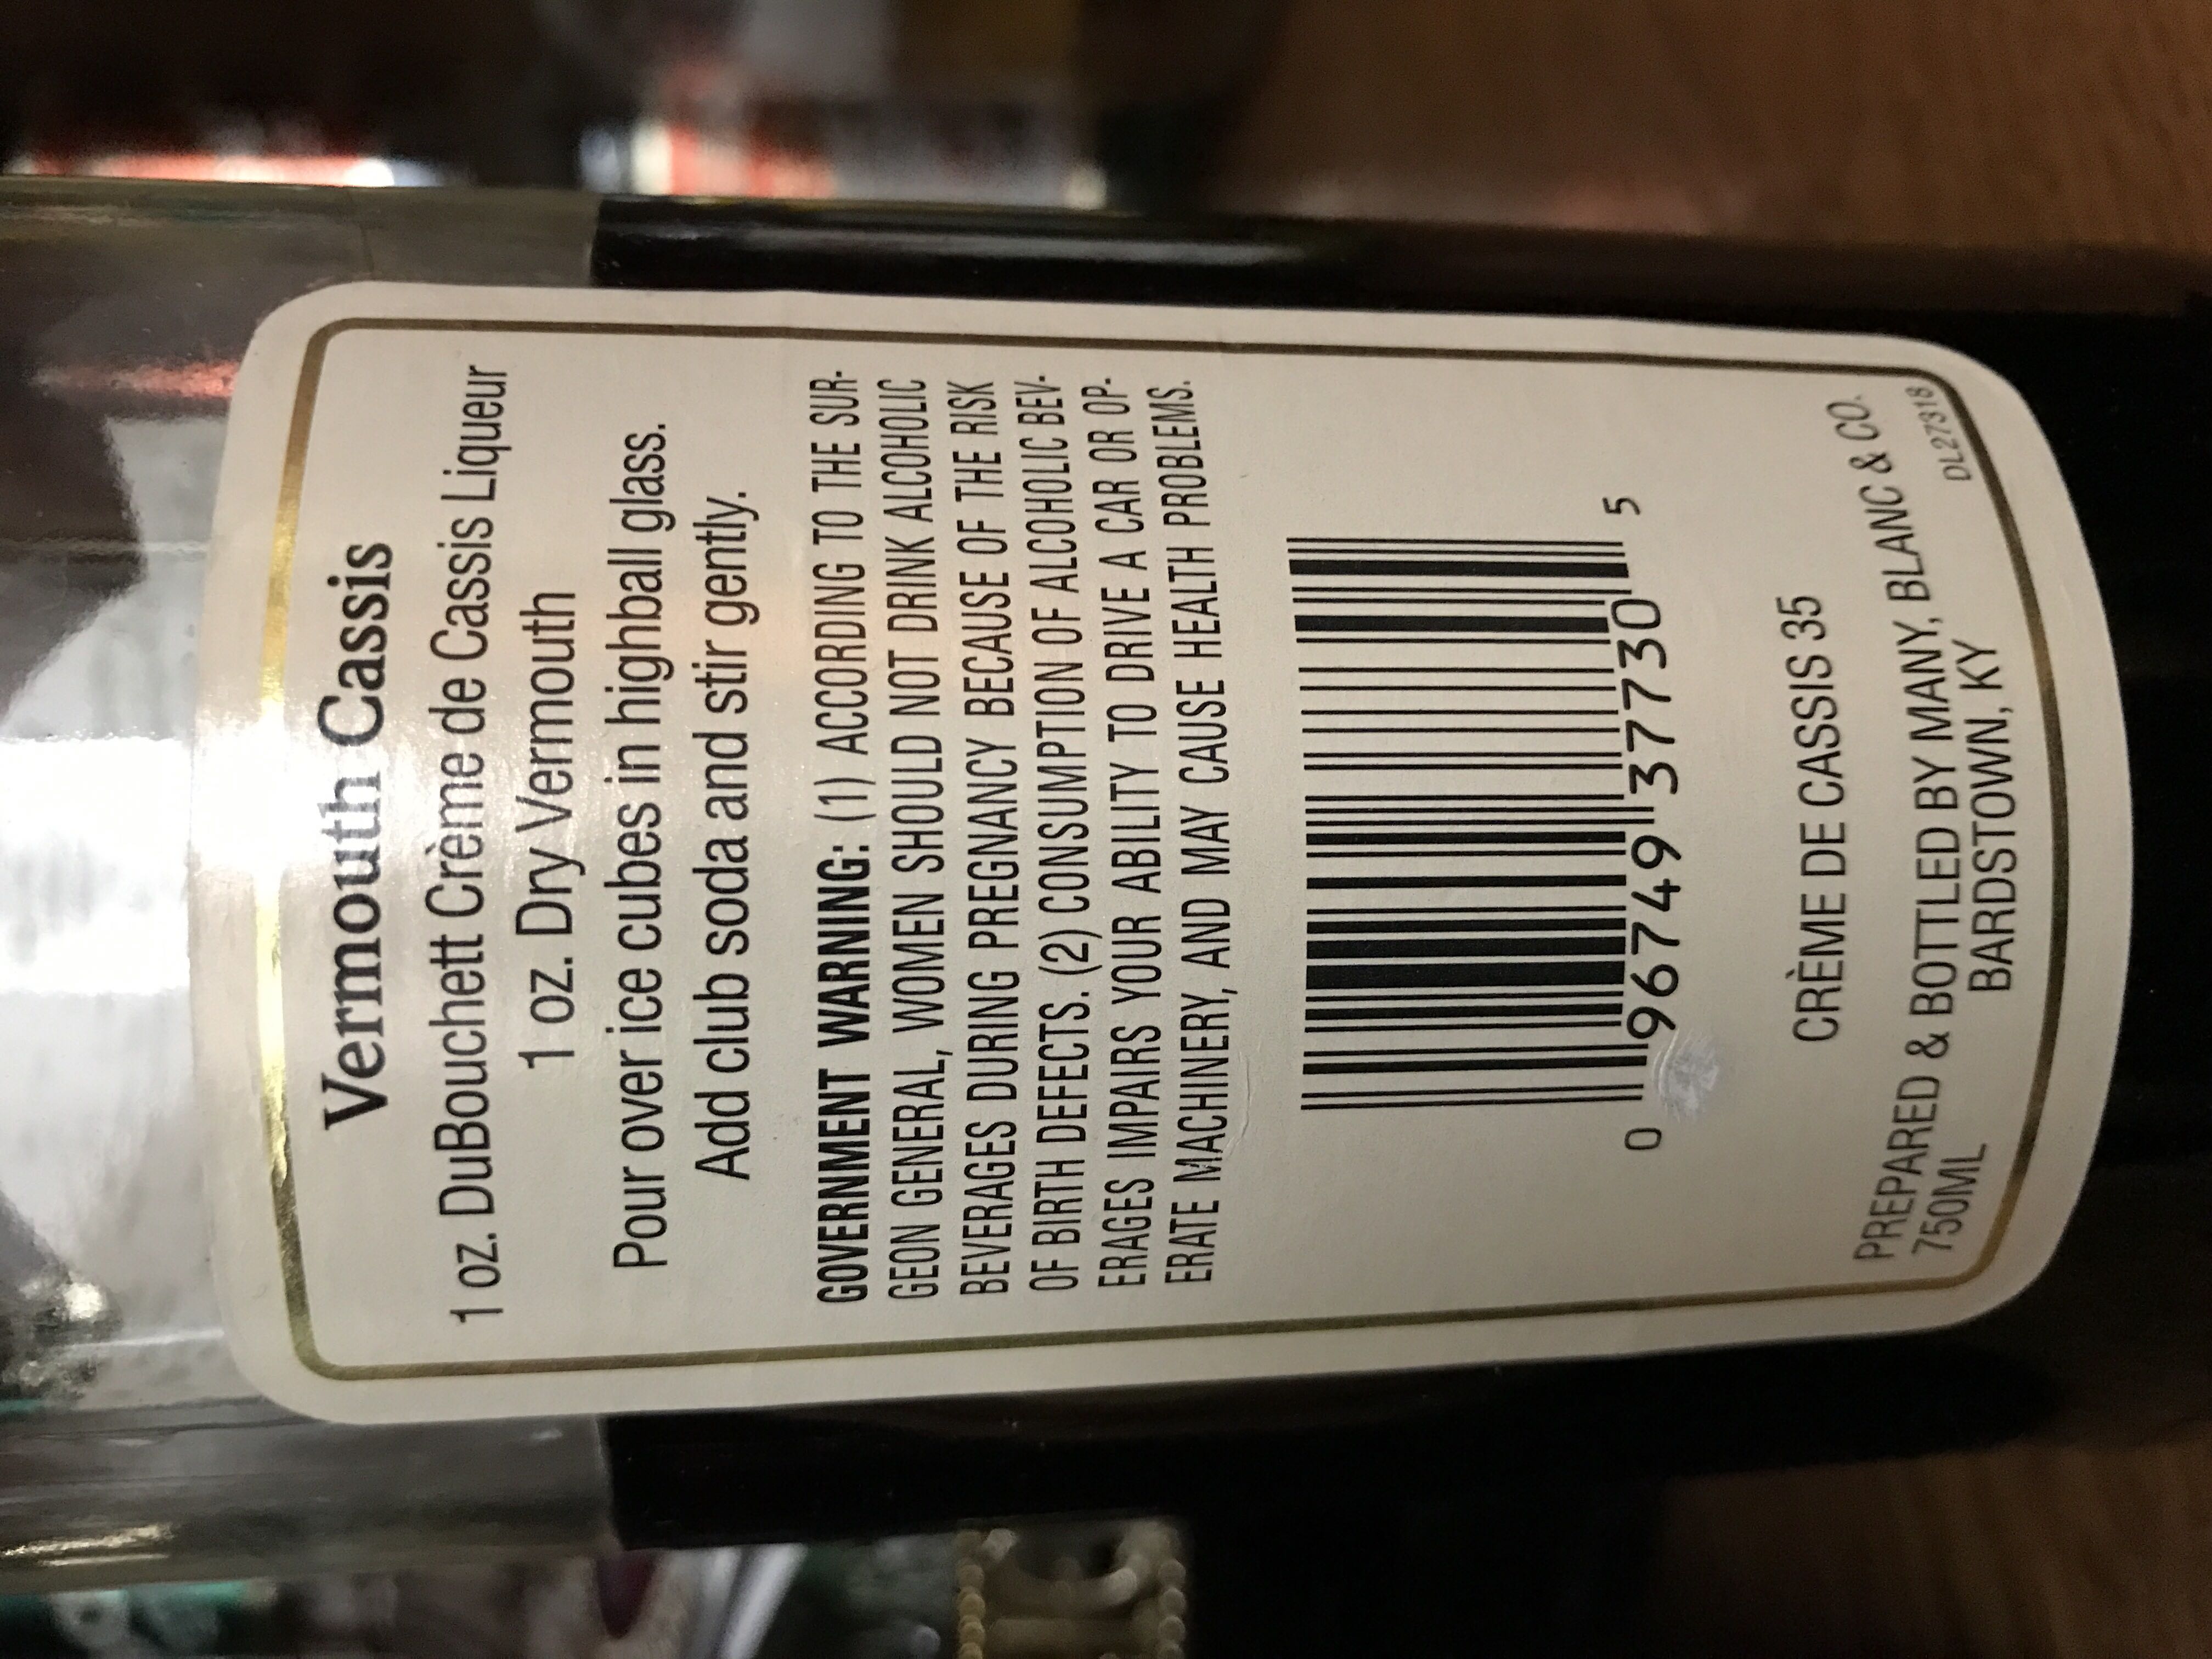 Vermouth Cassis
1 oz. DuBouchett Crème de Cassis Liqueur
1 oz. Dry Vermouth
Pour over ice cubes in highball glass.
Add club soda and stir gently.
GOVERNMENT WARNING: (1) ACCORDING TO THE SUR-
GEON GENERAL, WOMEN SHOULD NOT DRINK ALCOHOLIC
BEVERAGES DURING PREGNANCY BECAUSE OF THE RISK
OF BIRTH DEFECTS. (2) CONSUMPTION OF ALCOHOLIC BEV-
ERAGES IMPAIRS YOUR ABILITY TO DRIVE A CAR OR OP-
ERATE MACHINERY, AND MAY CAUSE HEALTH PROBLEMS.
0 96749 37730 5
CRÈME DE CASSIS 35
PREPARED & BOTTLED BY MANY, BLANC & CO.
750ML BARDSTOWN, KY DL27318